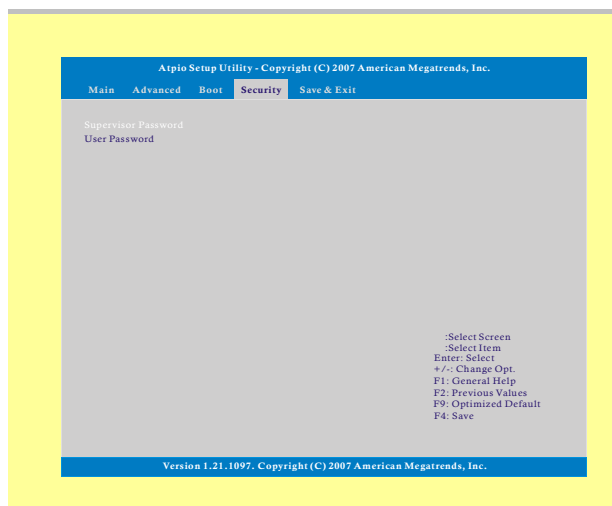 Atpio Setup Utility - Copyright (C) 2007 American Megatrends, Inc.
Main Advanced Boot Security Save & Exit
Supervisor Password
User Password
:Select Screen
:Select Item
Enter: Select
+/-: Change Opt.
F1: General Help
F2: Previous Values
F9: Optimized Default
F4: Save
Version 1.21.1097. Copyright (C) 2007 American Megatrends, Inc.